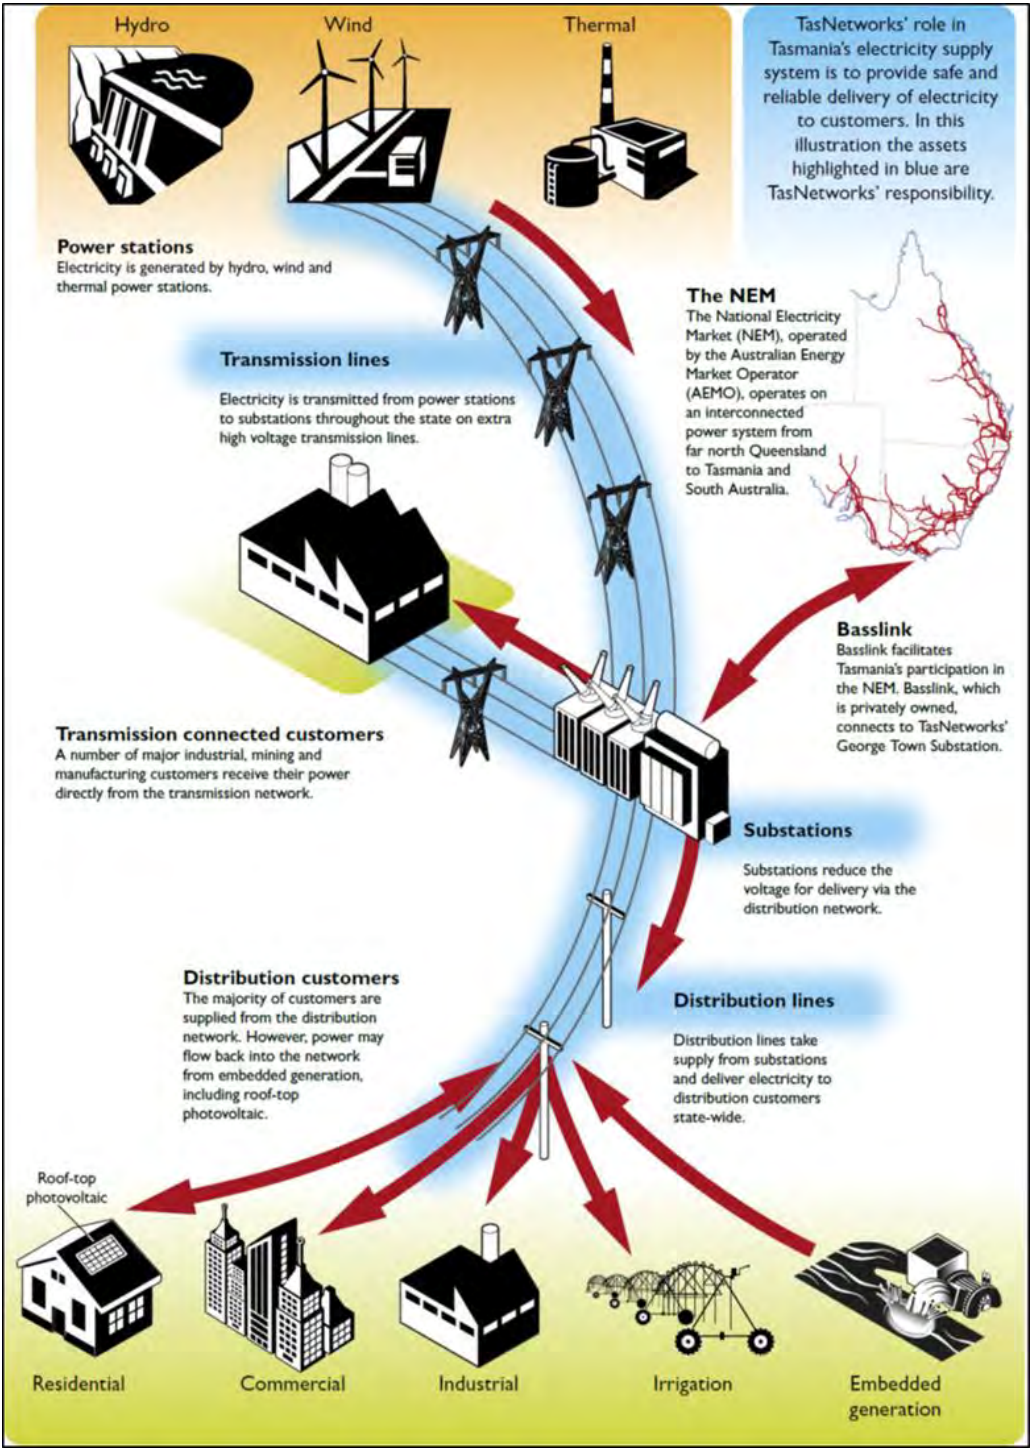 Hydro
Wind
Thermal
TasNetworks' role in
Tasmania's electricity supply
system is to provide safe and
reliable delivery of electricity
to customers. In this
illustration the assets
highlighted in blue are
TasNetworks' responsibility.
Power stations
Electricity is generated by hydro, wind and
thermal power stations.
The NEM
The National Electricity
Market (NEM), operated
by the Australian Energy
Market Operator
(AEMO), operates on
an interconnected
power system from
far north Queensland
to Tasmania and
South Australia.
Transmission lines
Electricity is transmitted from power stations
to substations throughout the state on extra
high voltage transmission lines.
Basslink
Basslink facilitates
Tasmania's participation in
the NEM. Basslink, which
is privately owned,
connects to TasNetworks'
George Town Substation.
Transmission connected customers
A number of major industrial, mining and
manufacturing customers receive their power
directly from the transmission network.
Substations
Substations reduce the
voltage for delivery via the
distribution network.
Distribution customers
The majority of customers are
supplied from the distribution
network. However, power may
flow back into the network
from embedded generation,
including roof-top
photovoltaic.
Distribution lines
Distribution lines take
supply from substations
and deliver electricity to
distribution customers
state-wide.
Roof-top
photovoltaic
Residential
Commercial
Industrial
Irrigation
Embedded
generation